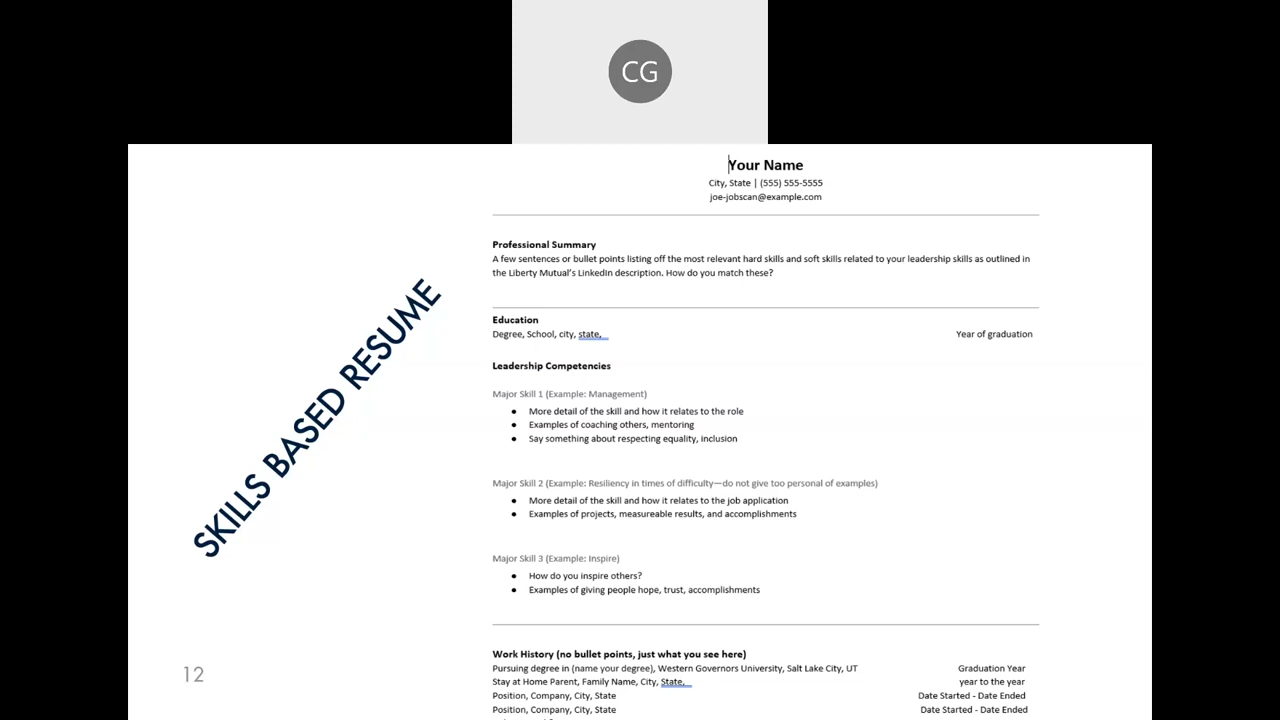 CG
Your Name
City, State | (555) 555-5555
joe-jobscan@example.com
Professional Summary
A few sentences or bullet points listing off the most relevant hard skills and soft skills related to your leadership skills as outlined in
the Liberty Mutual's LinkedIn description. How do you match these?
SKILLS BASED RESUME
Education
Degree, School, city, state, Year of graduation
Leadership Competencies
Major Skill 1 (Example: Management)
● More detail of the skill and how it relates to the role
● Examples of coaching others, mentoring
● Say something about respecting equality, inclusion
Major Skill 2 (Example: Resiliency in times of difficulty—do not give too personal of examples)
● More detail of the skill and how it relates to the job application
● Examples of projects, measureable results, and accomplishments
Major Skill 3 (Example: Inspire)
● How do you inspire others?
● Examples of giving people hope, trust, accomplishments
Work History (no bullet points, just what you see here)
Pursuing degree in (name your degree), Western Governors University, Salt Lake City, UT Graduation Year
Stay at Home Parent, Family Name, City, State, year to the year
Position, Company, City, State Date Started - Date Ended
Position, Company, City, State Date Started - Date Ended
12